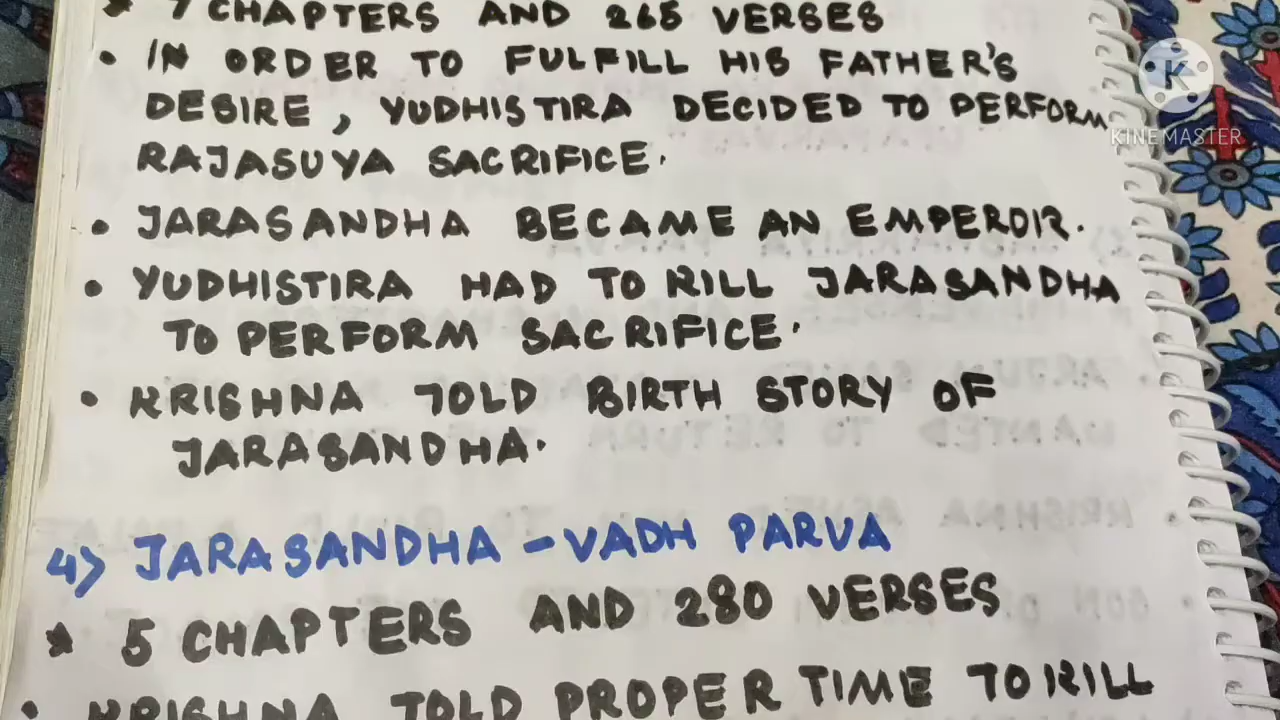 * 7 CHAPTERS AND 265 VERSES
• IN ORDER TO FULFILL HIS FATHER'S
DESIRE, YUDHISTIRA DECIDED TO PERFORM
RAJASUYA SACRIFICE.
• JARASANDHA BECAME AN EMPEROIR.
• YUDHISTIRA HAD TO KILL JARASANDHA
TO PERFORM SACRIFICE.
• KRISHNA TOLD BIRTH STORY OF
JARASANDHA.
4) JARASANDHA - VADH PARVA
* 5 CHAPTERS AND 280 VERSES
• KRISHNA TOLD PROPER TIME TO KILL
K
KINEMASTER